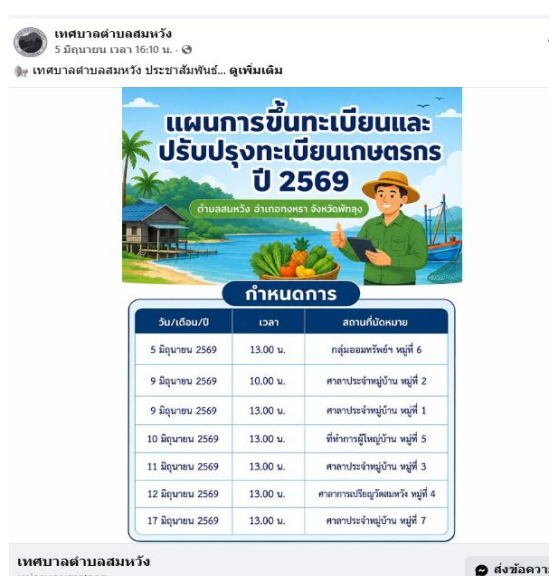 เทศบาลตำบลสมหวัง
5 มิถุนายน เวลา 16:10 น. ·
เทศบาลตำบลสมหวัง ประชาสัมพันธ์... ดูเพิ่มเติม
แผนการขึ้นทะเบียนและ
ปรับปรุงทะเบียนเกษตรกร
ปี 2569
ตำบลสมหวัง อำเภอกงหรา จังหวัดพัทลุง
กำหนดการ
วัน/เดือน/ปี เวลา สถานที่นัดหมาย
5 มิถุนายน 2569 13.00 น. กลุ่มออมทรัพย์ฯ หมู่ที่ 6
9 มิถุนายน 2569 10.00 น. ศาลาประจำหมู่บ้าน หมู่ที่ 2
9 มิถุนายน 2569 13.00 น. ศาลาประจำหมู่บ้าน หมู่ที่ 1
10 มิถุนายน 2569 13.00 น. ที่ทำการผู้ใหญ่บ้าน หมู่ที่ 5
11 มิถุนายน 2569 13.00 น. ศาลาประจำหมู่บ้าน หมู่ที่ 3
12 มิถุนายน 2569 13.00 น. ศาลาการเปรียญวัดสมหวัง หมู่ที่ 4
17 มิถุนายน 2569 13.00 น. ศาลาประจำหมู่บ้าน หมู่ที่ 7
เทศบาลตำบลสมหวัง
ส่งข้อความ